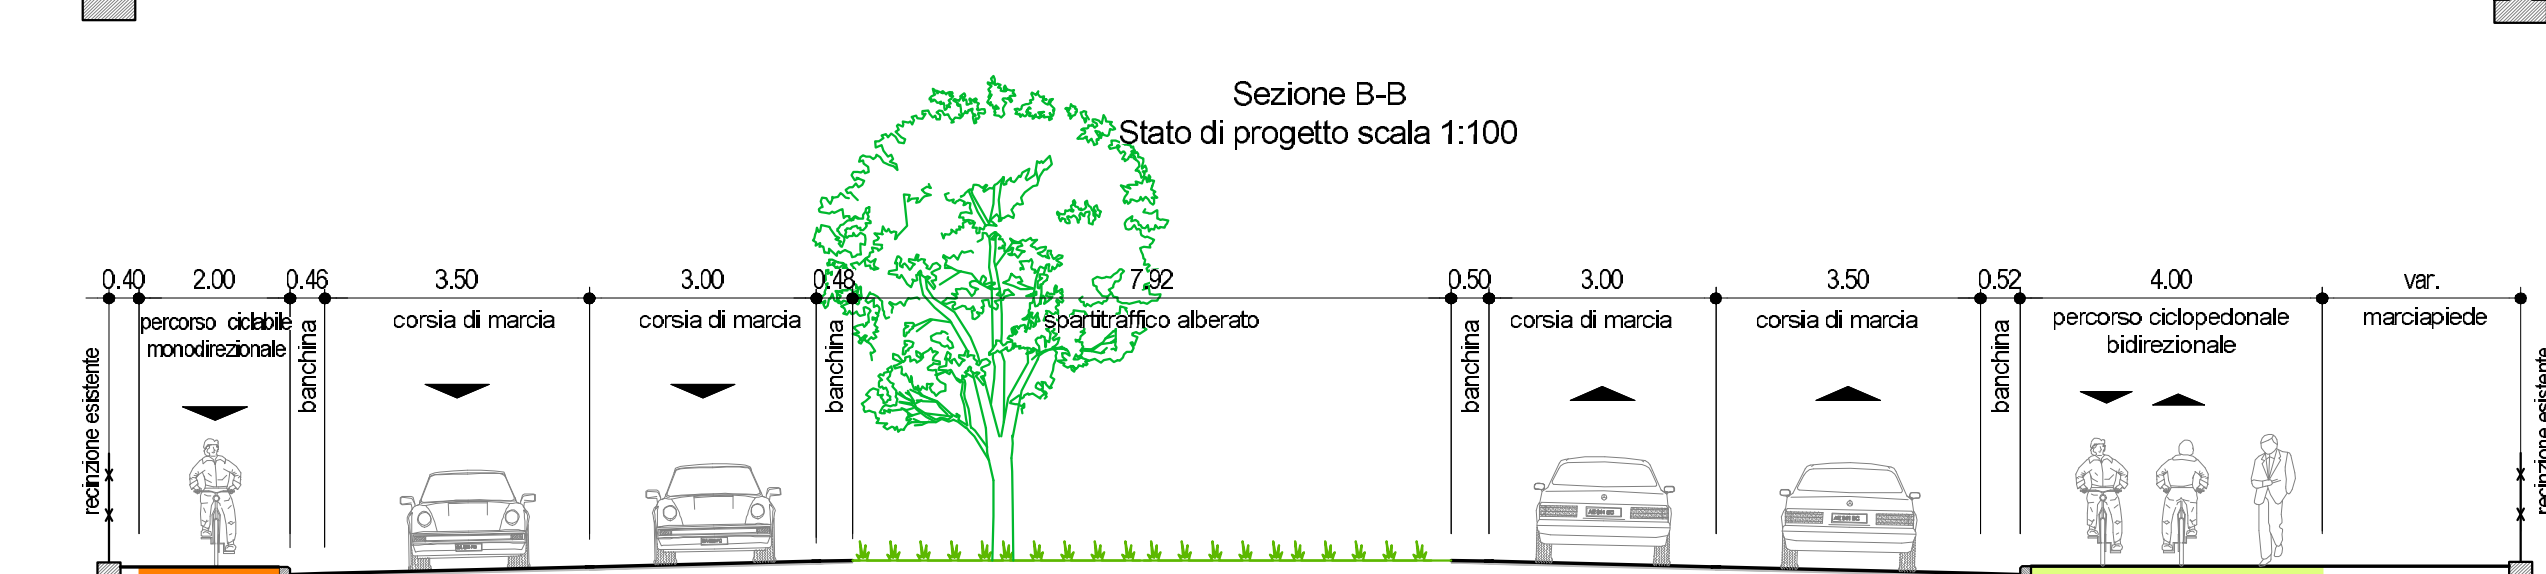 Sezione B-B
Stato di progetto scala 1:100
0.40 2.00 0.46 3.50 3.00 0.48 7.92 0.50 3.00 3.50 0.52 4.00 var.
recinzione esistente
percorso ciclabile
monodirezionale
banchina
corsia di marcia
corsia di marcia
banchina
spartitraffico alberato
banchina
corsia di marcia
corsia di marcia
banchina
percorso ciclopedonale
bidirezionale
marciapiede
recinzione esistente